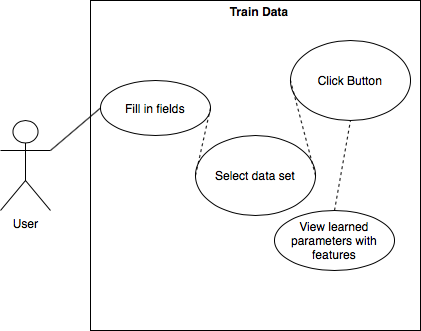 Train Data
Click Button
Fill in fields
Select data set
User
View learned
parameters with
features